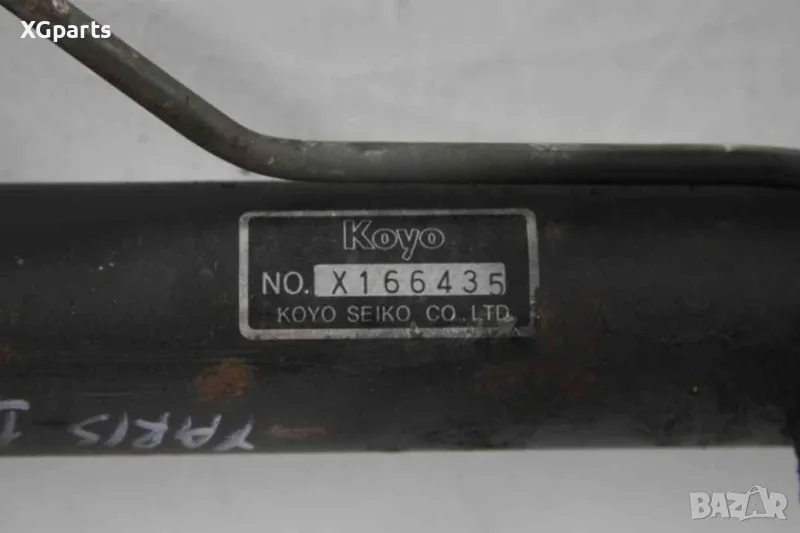 XGparts
Koyo
NO. X166435
KOYO SEIKO CO., LTD.
YARIS I
BAZAR